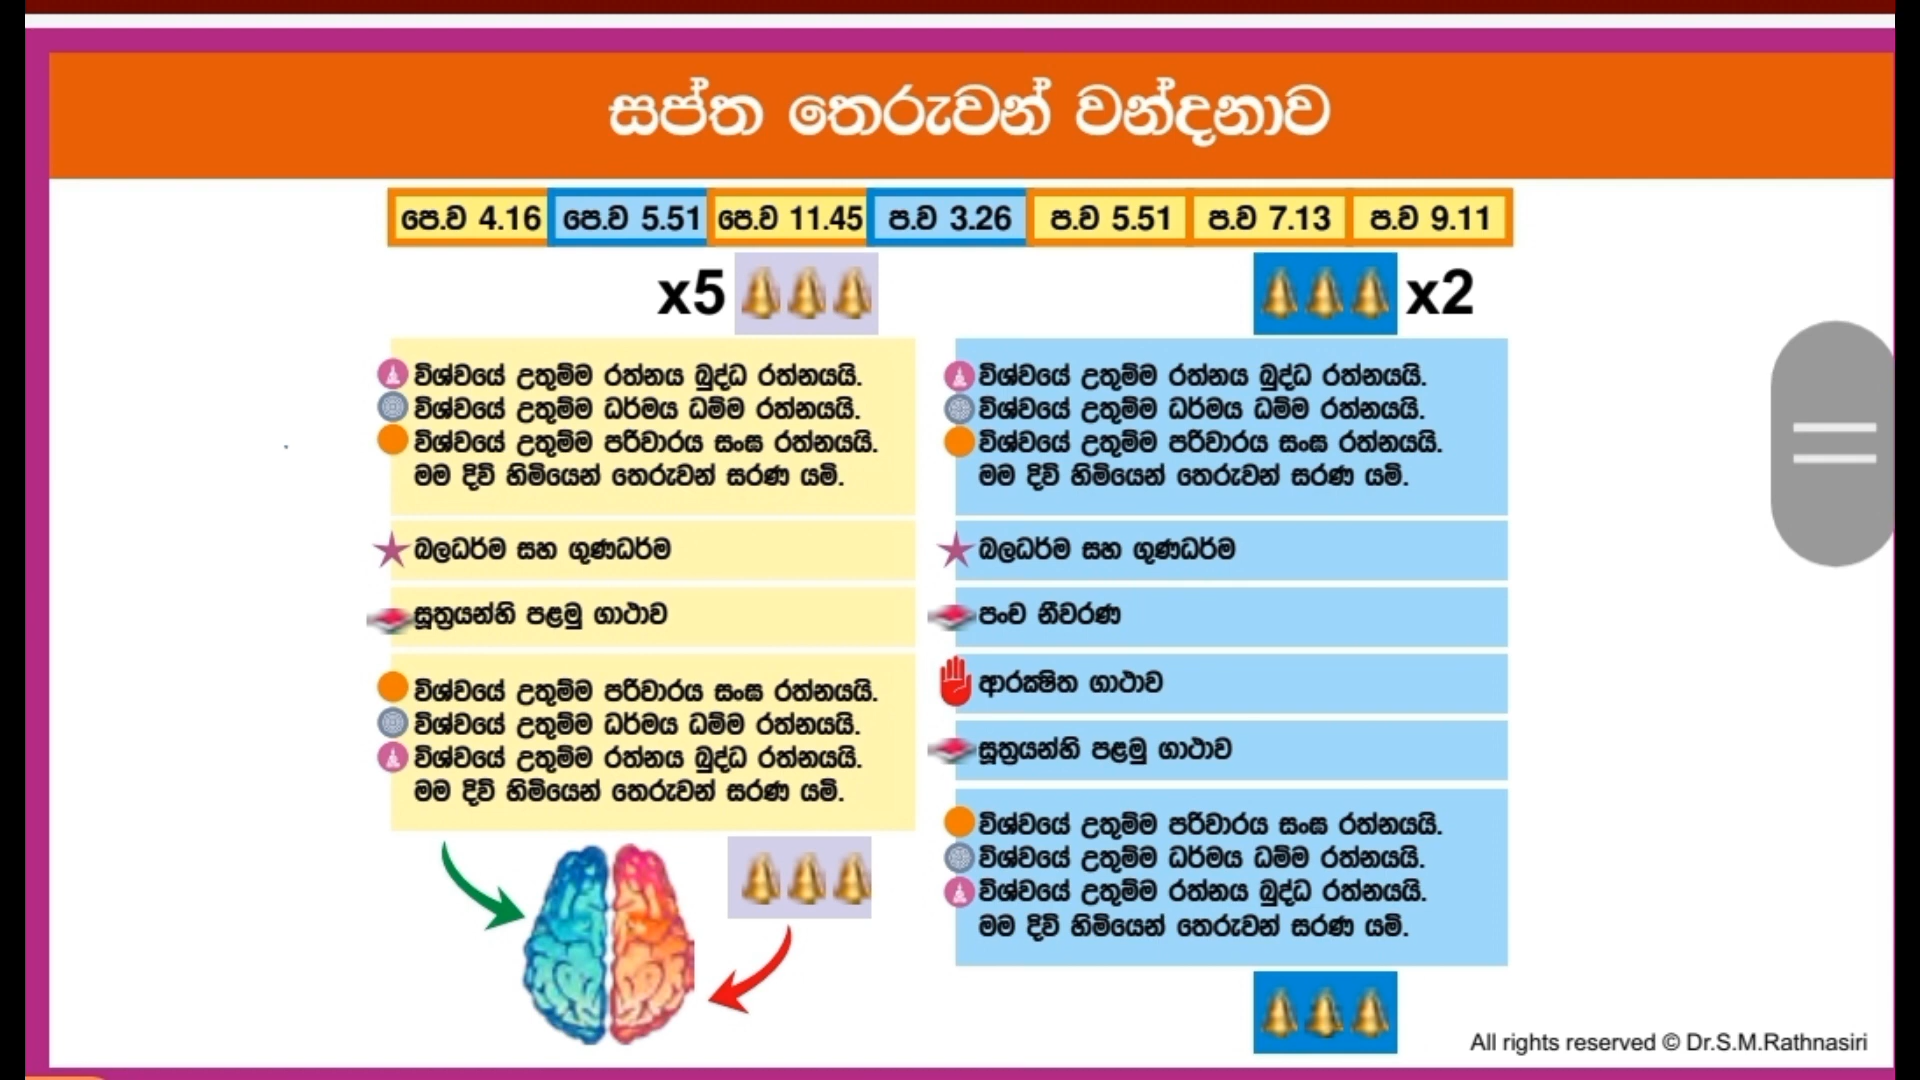 සප්ත තෙරුවන් වන්දනාව
පෙ.ව 4.16 පෙ.ව 5.51 පෙ.ව 11.45 ප.ව 3.26 ප.ව 5.51 ප.ව 7.13 ප.ව 9.11
x5
විශ්වයේ උතුම්ම රත්නය බුද්ධ රත්නයයි.
විශ්වයේ උතුම්ම ධර්මය ධම්ම රත්නයයි.
විශ්වයේ උතුම්ම පරිවාරය සංඝ රත්නයයි.
මම දිවි හිමියෙන් තෙරුවන් සරණ යමි.
බලධර්ම සහ ගුණධර්ම
සූත්‍රයන්හි පළමු ගාථාව
විශ්වයේ උතුම්ම පරිවාරය සංඝ රත්නයයි.
විශ්වයේ උතුම්ම ධර්මය ධම්ම රත්නයයි.
විශ්වයේ උතුම්ම රත්නය බුද්ධ රත්නයයි.
මම දිවි හිමියෙන් තෙරුවන් සරණ යමි.
x2
විශ්වයේ උතුම්ම රත්නය බුද්ධ රත්නයයි.
විශ්වයේ උතුම්ම ධර්මය ධම්ම රත්නයයි.
විශ්වයේ උතුම්ම පරිවාරය සංඝ රත්නයයි.
මම දිවි හිමියෙන් තෙරුවන් සරණ යමි.
බලධර්ම සහ ගුණධර්ම
පංච නීවරණ
ආරක්‍ෂිත ගාථාව
සූත්‍රයන්හි පළමු ගාථාව
විශ්වයේ උතුම්ම පරිවාරය සංඝ රත්නයයි.
විශ්වයේ උතුම්ම ධර්මය ධම්ම රත්නයයි.
විශ්වයේ උතුම්ම රත්නය බුද්ධ රත්නයයි.
මම දිවි හිමියෙන් තෙරුවන් සරණ යමි.
All rights reserved © Dr.S.M.Rathnasiri